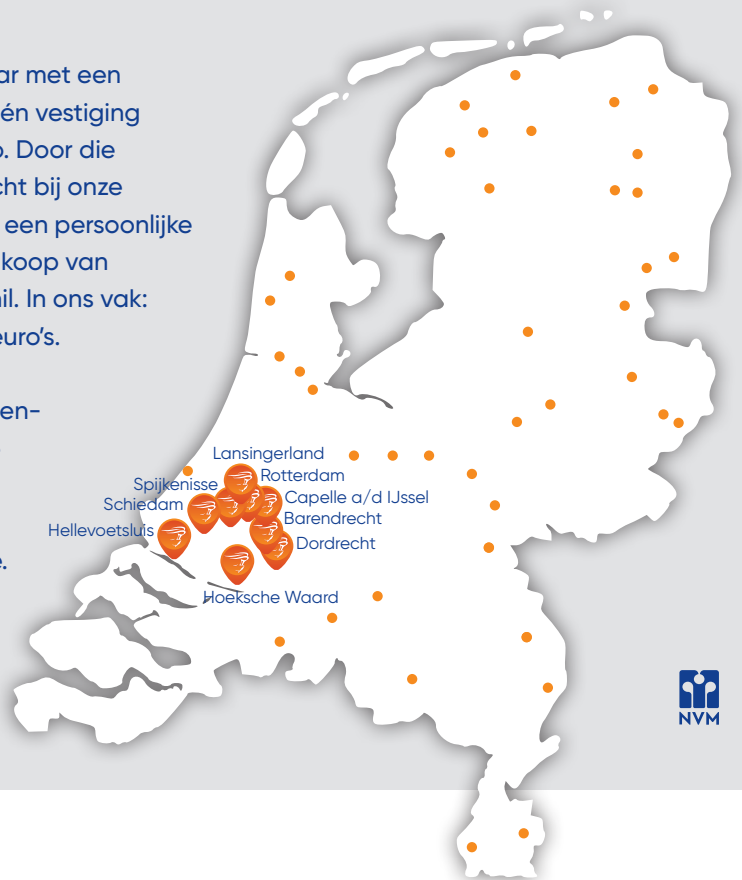 ar met een
én vestiging
o. Door die
cht bij onze
een persoonlijke
koop van
il. In ons vak:
euro's.
en-
e.
Lansingerland
Rotterdam
Spijkenisse
Capelle a/d IJssel
Schiedam
Barendrecht
Hellevoetsluis
Dordrecht
Hoeksche Waard
NVM